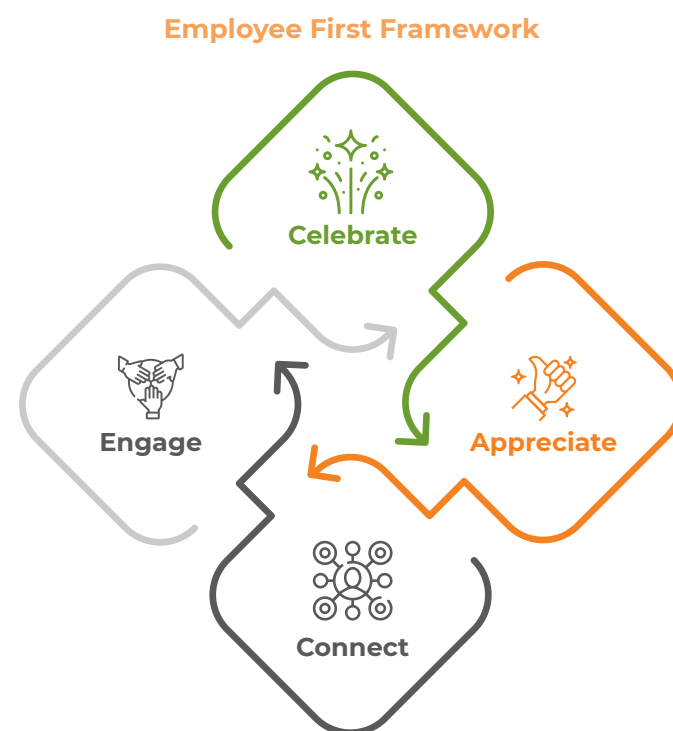 Employee First Framework
Celebrate
Engage
Appreciate
Connect